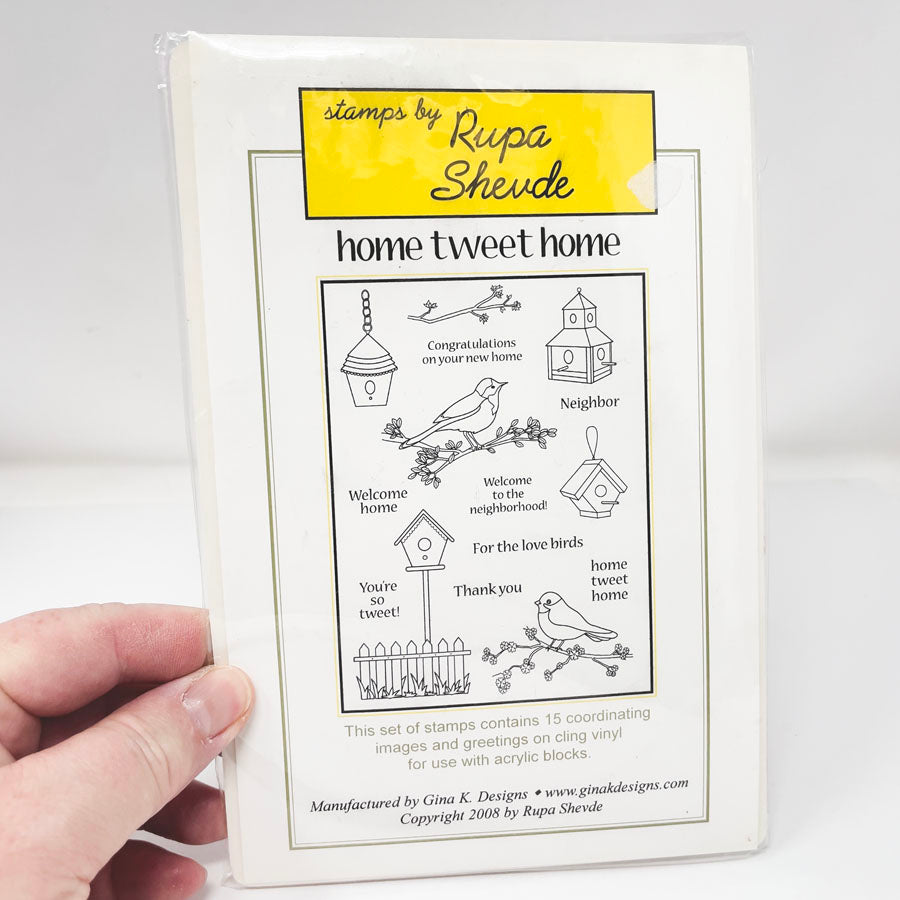 stamps by
Rupa
Shevde
home tweet home
Congratulations
on your new home
Neighbor
Welcome
home
Welcome
to the
neighborhood!
For the love birds
You're
so
tweet!
Thank you
home
tweet
home
This set of stamps contains 15 coordinating
images and greetings on cling vinyl
for use with acrylic blocks.
Manufactured by Gina K. Designs ◆ www.ginakdesigns.com
Copyright 2008 by Rupa Shevde